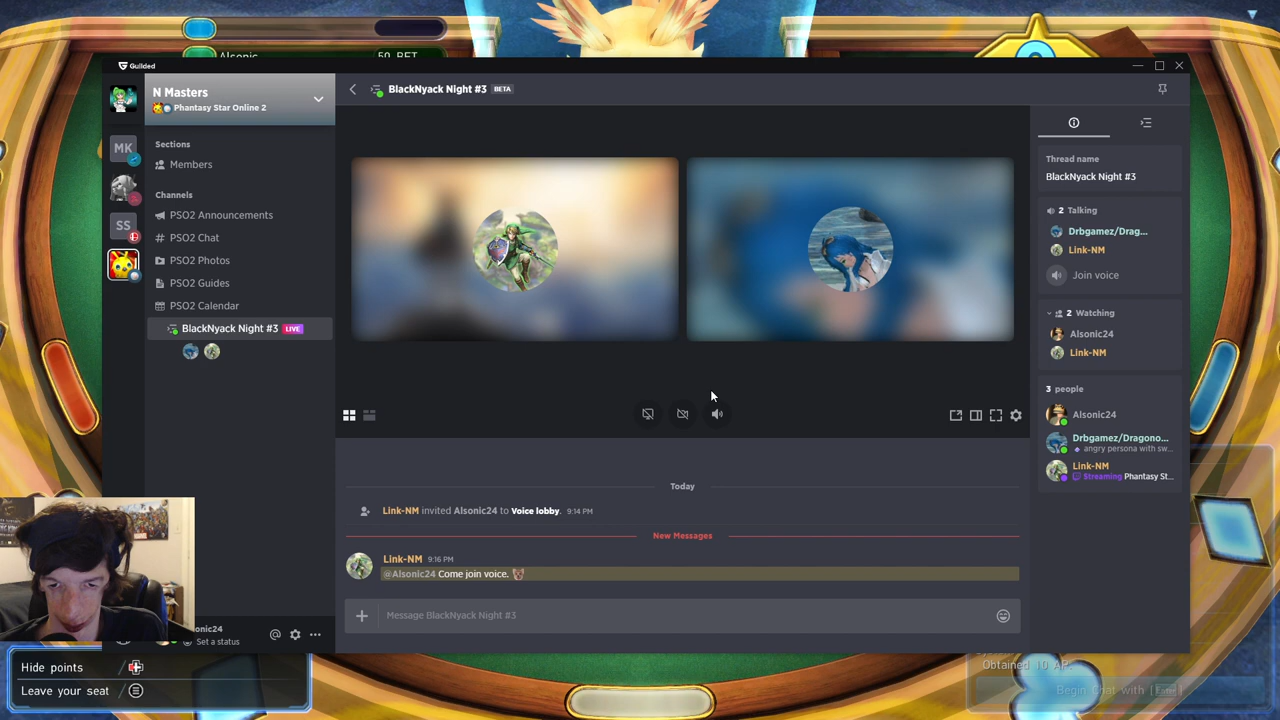 Alsonic
50 BET
Guilded
N Masters
Phantasy Star Online 2
MK
SS
Sections
Members
Channels
PSO2 Announcements
PSO2 Chat
PSO2 Photos
PSO2 Guides
PSO2 Calendar
BlackNyack Night #3 LIVE
onic24
Set a status
BlackNyack Night #3 BETA
Today
Link-NM invited Alsonic24 to Voice lobby. 9:14 PM
New Messages
Link-NM 9:16 PM
@Alsonic24 Come join voice.
Message BlackNyack Night #3
Thread name
BlackNyack Night #3
2 Talking
Drbgamez/Drag...
Link-NM
Join voice
2 Watching
Alsonic24
Link-NM
3 people
Alsonic24
Drbgamez/Dragono...
angry persona with sw...
Link-NM
Streaming Phantasy St...
Hide points /
Leave your seat /
Obtained 10 AP.
Begin Chat with [Enter]